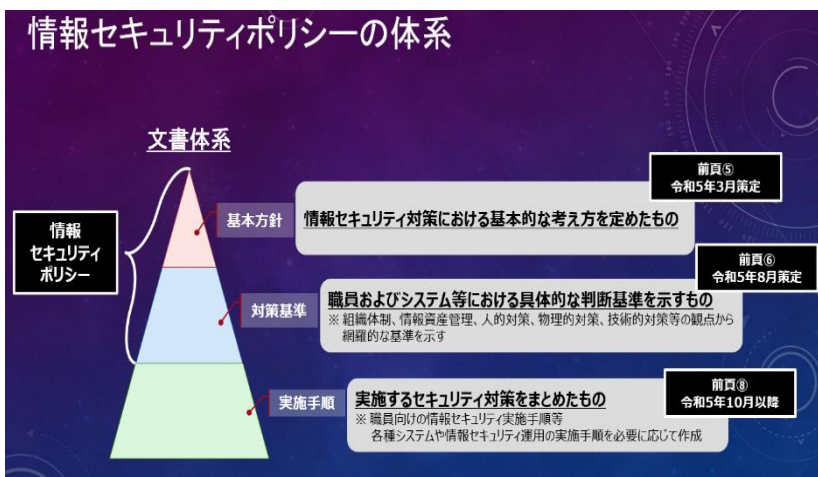 情報セキュリティポリシーの体系
文書体系
情報
セキュリティ
ポリシー
前頁⑤
令和5年3月策定
基本方針
情報セキュリティ対策における基本的な考え方を定めたもの
前頁⑥
令和5年8月策定
対策基準
職員およびシステム等における具体的な判断基準を示すもの
※ 組織体制、情報資産管理、人的対策、物理的対策、技術的対策等の観点から
網羅的な基準を示す
前頁⑧
令和5年10月以降
実施手順
実施するセキュリティ対策をまとめたもの
※ 職員向けの情報セキュリティ実施手順等
各種システムや情報セキュリティ運用の実施手順を必要に応じて作成